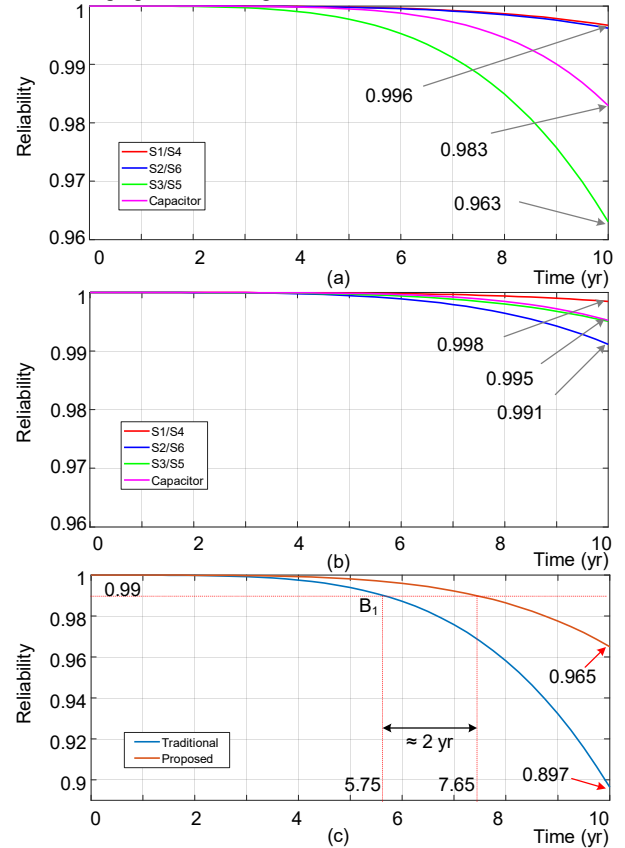 1
0.99
0.98
0.97
0.96
Reliability
0.996
0.983
0.963
S1/S4
S2/S6
S3/S5
Capacitor
0
2
4
6
8
10
(a)
Time (yr)
1
0.99
0.98
0.97
0.96
Reliability
0.998
0.995
0.991
S1/S4
S2/S6
S3/S5
Capacitor
0
2
4
6
8
10
(b)
Time (yr)
1
0.98
0.96
0.94
0.92
0.9
Reliability
0.99
B1
0.965
≈ 2 yr
Traditional
Proposed
5.75
7.65
0.897
0
2
4
6
8
10
(c)
Time (yr)